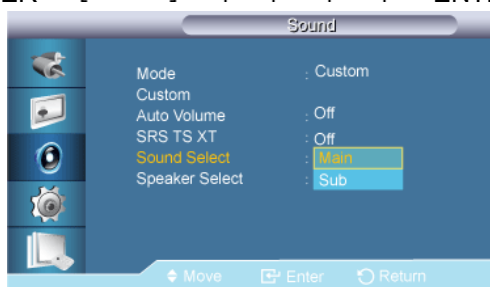 Sound
Mode : Custom
Custom
Auto Volume : Off
SRS TS XT : Off
Sound Select : Main
Speaker Select : Sub
Move Enter Return